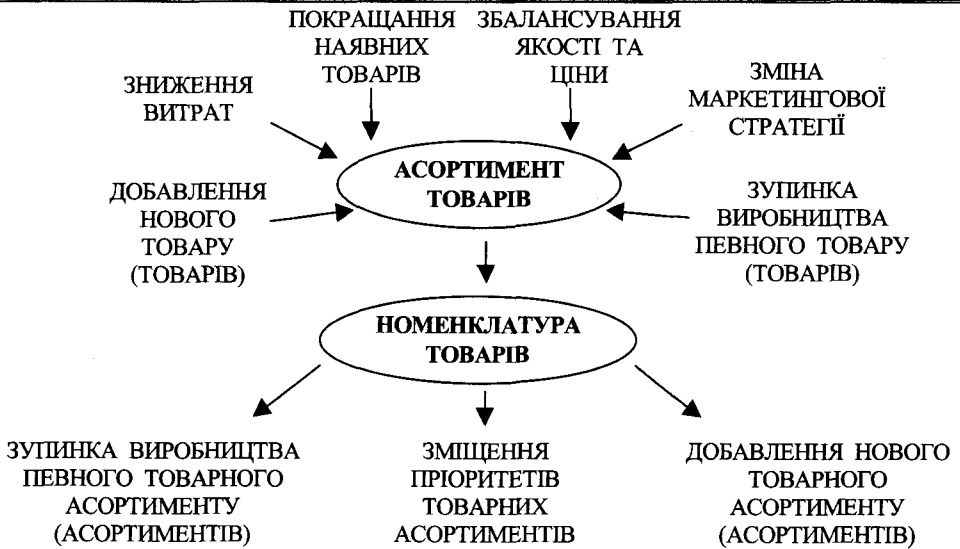 ПОКРАЩАННЯ
НАЯВНИХ
ТОВАРІВ
ЗБАЛАНСУВАННЯ
ЯКОСТІ ТА
ЦІНИ
ЗНИЖЕННЯ
ВИТРАТ
ЗМІНА
МАРКЕТИНГОВОЇ
СТРАТЕГІЇ
АСОРТИМЕНТ
ТОВАРІВ
ДОБАВЛЕННЯ
НОВОГО
ТОВАРУ
(ТОВАРІВ)
ЗУПИНКА
ВИРОБНИЦТВА
ПЕВНОГО ТОВАРУ
(ТОВАРІВ)
НОМЕНКЛАТУРА
ТОВАРІВ
ЗУПИНКА ВИРОБНИЦТВА
ПЕВНОГО ТОВАРНОГО
АСОРТИМЕНТУ
(АСОРТИМЕНТІВ)
ЗМІЩЕННЯ
ПРІОРИТЕТІВ
ТОВАРНИХ
АСОРТИМЕНТІВ
ДОБАВЛЕННЯ НОВОГО
ТОВАРНОГО
АСОРТИМЕНТУ
(АСОРТИМЕНТІВ)